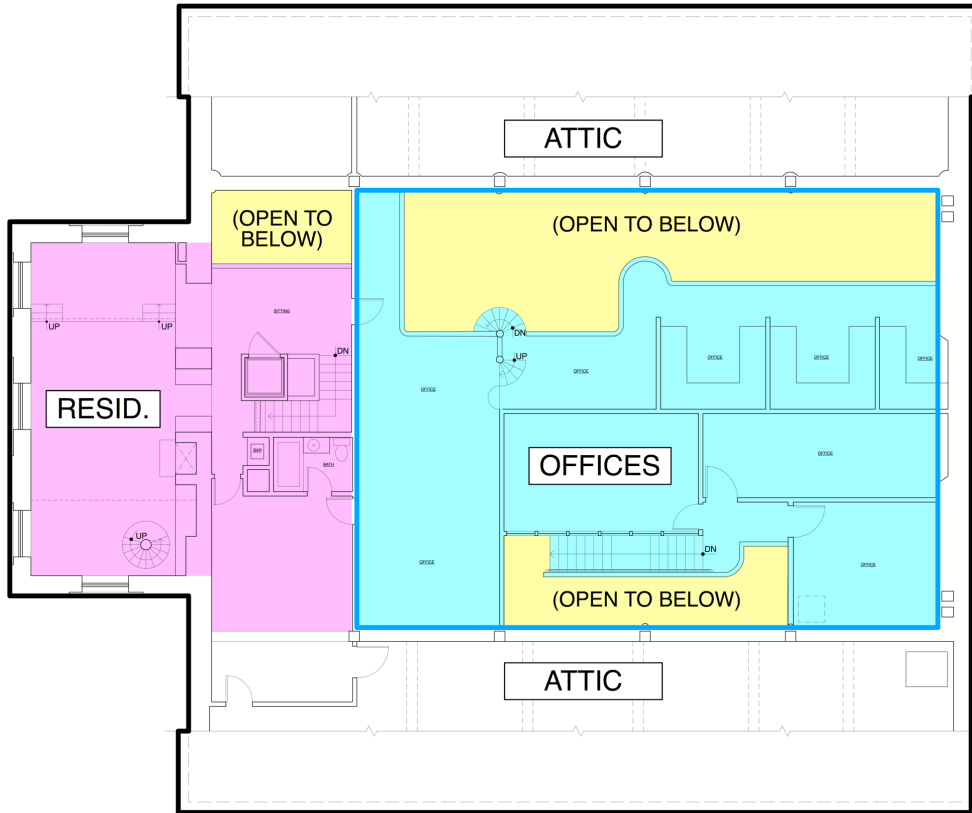 ATTIC
(OPEN TO
BELOW)
(OPEN TO BELOW)
SITTING
UP
UP
DN
UP
DN
OFFICE
OFFICE
OFFICE
OFFICE
OFFICE
RESID.
BAR
BATH
OFFICES
OFFICE
UP
DN
OFFICE
OFFICE
(OPEN TO BELOW)
ATTIC